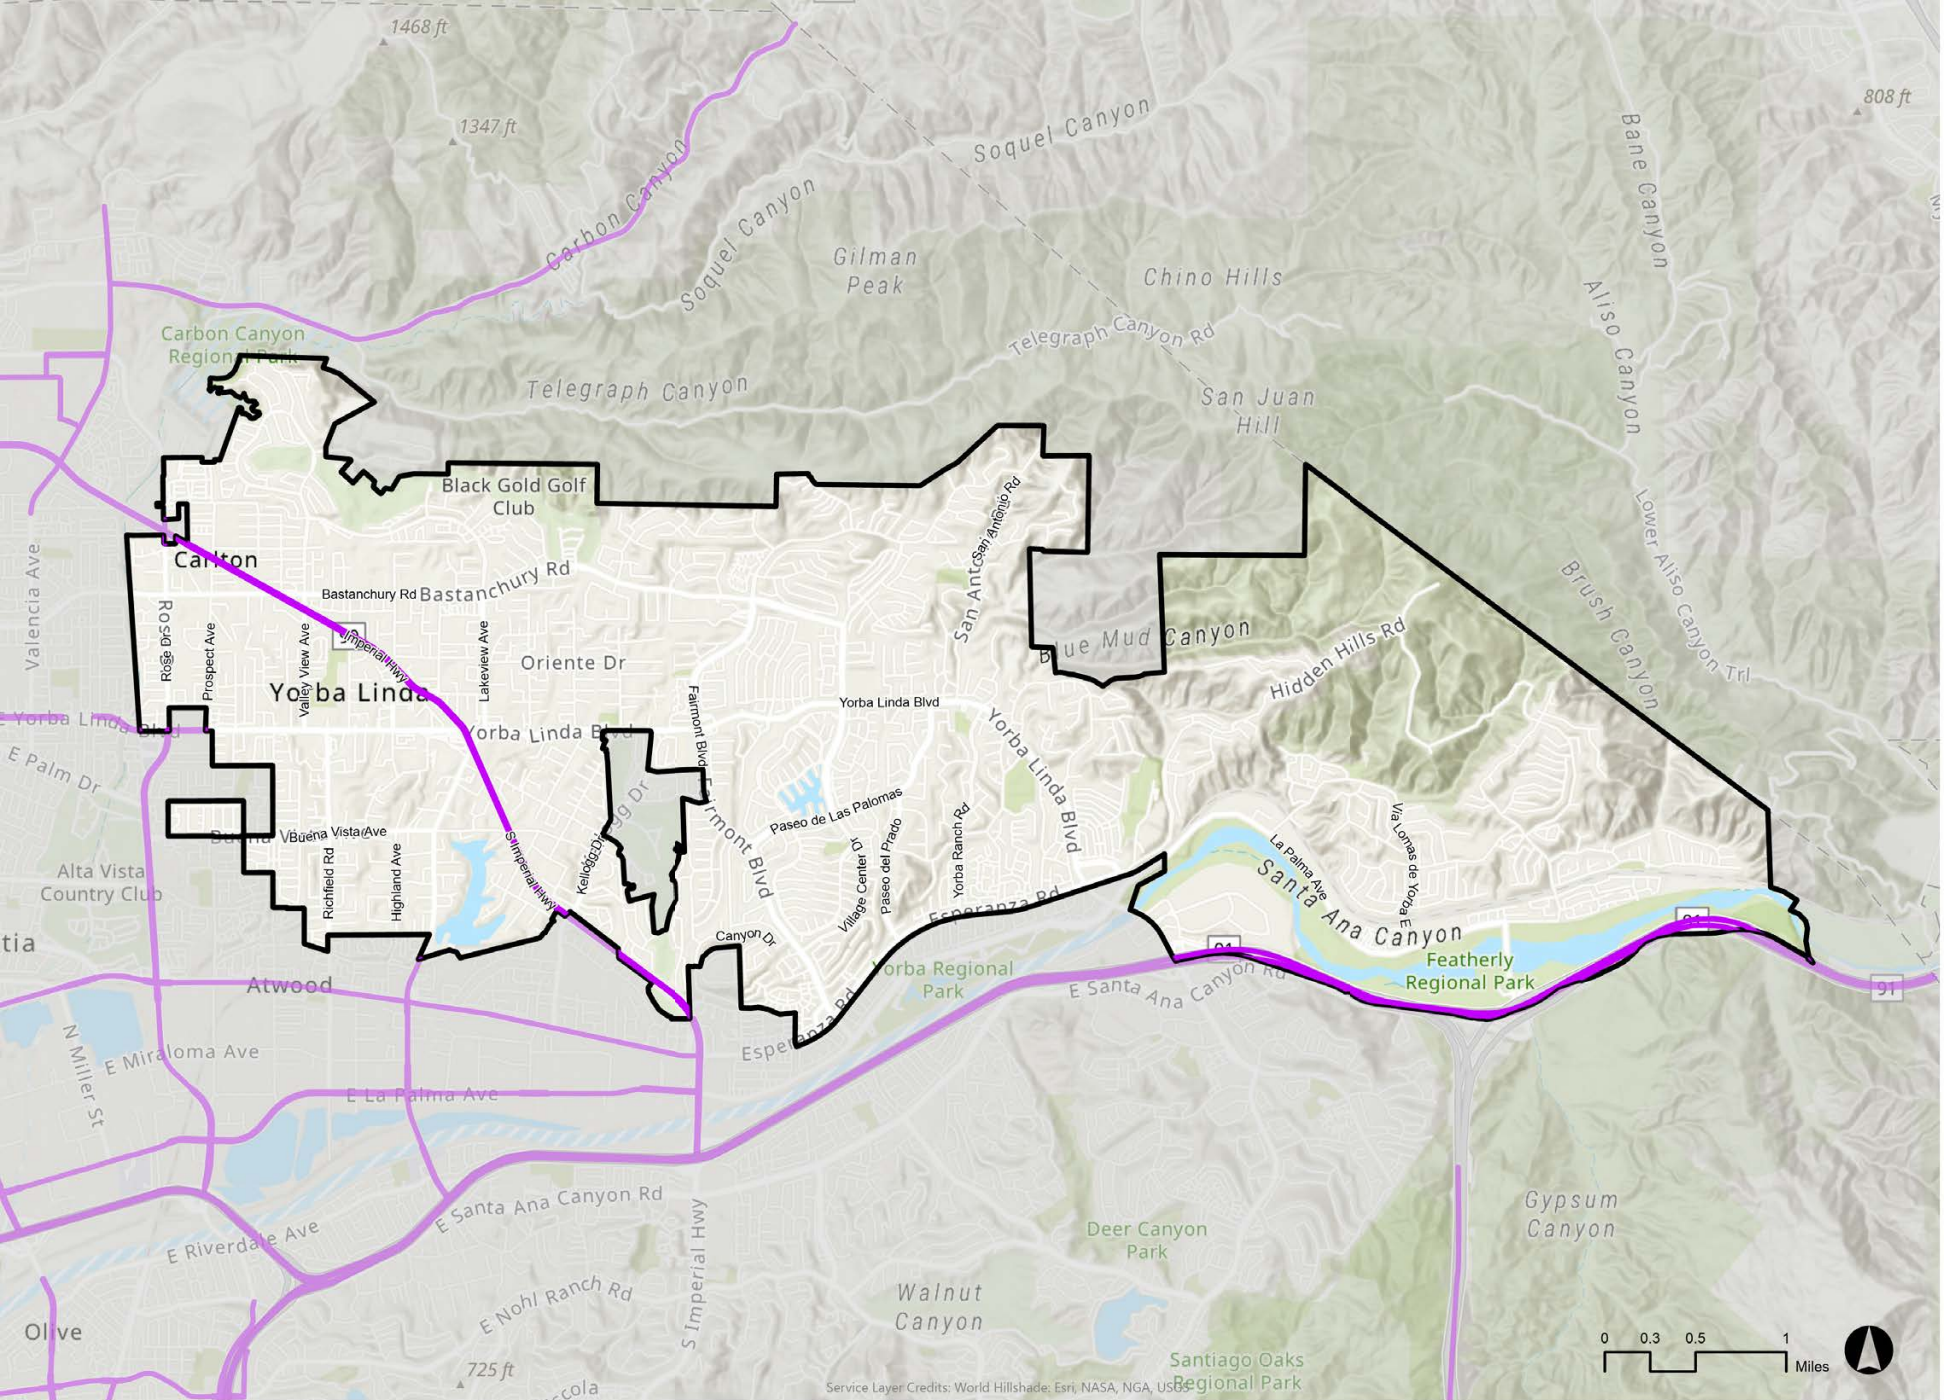 1468 ft
808 ft
1347 ft
Soquel Canyon
Bane Canyon
Carbon Canyon
Soquel Canyon
Gilman
Peak
Chino Hills
Aliso Canyon
Carbon Canyon
Regional Park
Telegraph Canyon Rd
Telegraph Canyon
San Juan
Hill
Black Gold Golf
Club
San Antonio Rd
Lower Aliso Canyon Trl
Carlton
Valencia Ave
Bastanchury Rd
Bastanchury Rd
Brush Canyon
Rose Dr
Prospect Ave
Valley View Ave
Imperial Hwy
Lakeview Ave
Oriente Dr
Blue Mud Canyon
Hidden Hills Rd
Yorba Linda
Fairmont Blvd
Yorba Linda Blvd
E Yorba Linda Blvd
Yorba Linda Blvd
Yorba Linda Blvd
E Palm Dr
Paseo de Las Palomas
Fairmont Blvd
Buena Vista Ave
S Imperial Hwy
Kellogg Dr
Village Center Dr
Paseo del Prado
Yorba Ranch Rd
La Palma Ave
Via Lomas de Yorba E
Alta Vista
Country Club
Richfield Rd
Highland Ave
Santa Ana Canyon
Esperanza Rd
91
91
Canyon Dr
tia
Featherly
Regional Park
Yorba Regional
Park
E Santa Ana Canyon Rd
91
Atwood
Esperanza Rd
N Miller St
E Miraloma Ave
E La Palma Ave
E Santa Ana Canyon Rd
S Imperial Hwy
Gypsum
Canyon
E Riverdale Ave
Deer Canyon
Park
E Nohl Ranch Rd
Walnut
Canyon
Olive
725 ft
Santiago Oaks
Regional Park
0 0.3 0.5 1
Miles
Service Layer Credits: World Hillshade: Esri, NASA, NGA, USGS